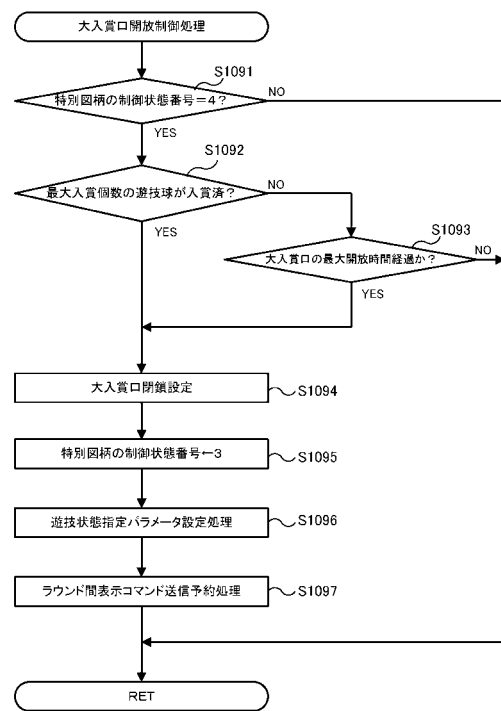 大入賞口開放制御処理
S1091
特別図柄の制御状態番号=4?
NO
YES
S1092
最大入賞個数の遊技球が入賞済?
NO
YES
S1093
大入賞口の最大開放時間経過か?
NO
YES
大入賞口閉鎖設定
S1094
特別図柄の制御状態番号←3
S1095
遊技状態指定パラメータ設定処理
S1096
ラウンド間表示コマンド送信予約処理
S1097
RET